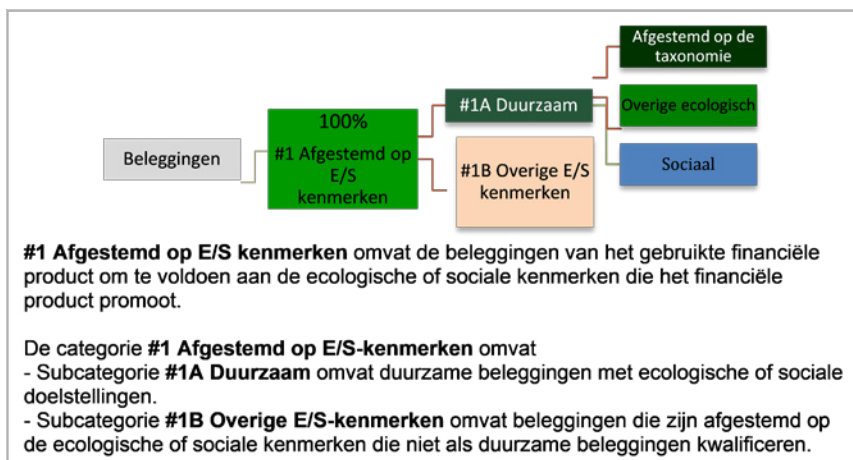 Afgestemd op de
taxonomie
#1A Duurzaam
Overige ecologisch
100%
#1 Afgestemd op
E/S
kenmerken
Beleggingen
#1B Overige E/S
kenmerken
Sociaal
#1 Afgestemd op E/S kenmerken omvat de beleggingen van het gebruikte financiële
product om te voldoen aan de ecologische of sociale kenmerken die het financiële
product promoot.
De categorie #1 Afgestemd op E/S-kenmerken omvat
- Subcategorie #1A Duurzaam omvat duurzame beleggingen met ecologische of sociale
doelstellingen.
- Subcategorie #1B Overige E/S-kenmerken omvat beleggingen die zijn afgestemd op
de ecologische of sociale kenmerken die niet als duurzame beleggingen kwalificeren.